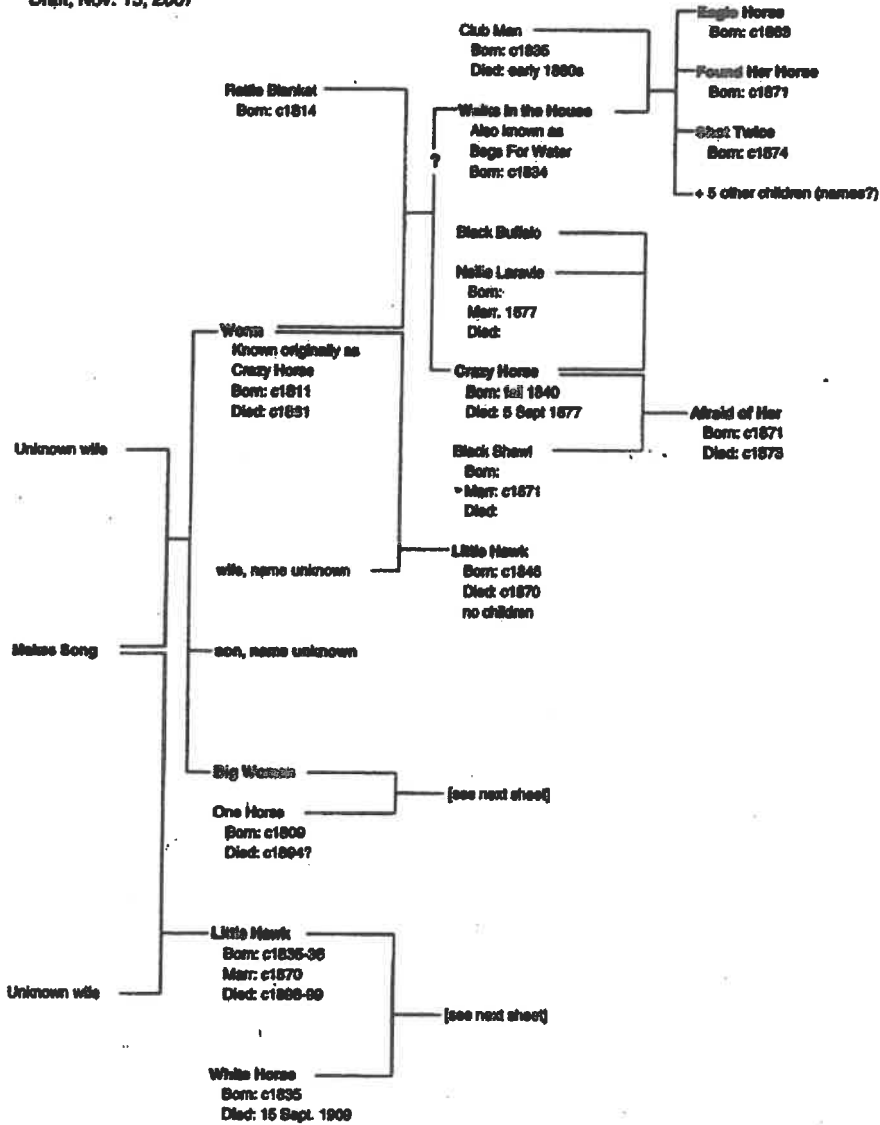 Draft, Nov. 15, 2007
Club Man
Born: c1835
Died: early 1880s
Eagle Horse
Born: c1869
Rattle Blanket
Born: c1814
Walks in the House
Also known as
Begs For Water
Born: c1834
?
Found Her Horse
Born: c1871
Shot Twice
Born: c1874
+ 5 other children (names?)
Black Buffalo
Nellie Laravie
Born:
Marr. 1877
Died:
Worm
Known originally as
Crazy Horse
Born: c1811
Died: c1881
Crazy Horse
Born: fall 1840
Died: 5 Sept 1877
Afraid of Her
Born: c1871
Died: c1873
Unknown wife
Black Shawl
Born:
Marr: c1871
Died:
wife, name unknown
Little Hawk
Born: c1846
Died: c1870
no children
Makes Song
son, name unknown
Big Woman
[see next sheet]
One Horse
Born: c1809
Died: c1894?
Little Hawk
Born: c1835-36
Marr: c1870
Died: c1898-99
Unknown wife
[see next sheet]
White Horse
Born: c1835
Died: 15 Sept. 1909